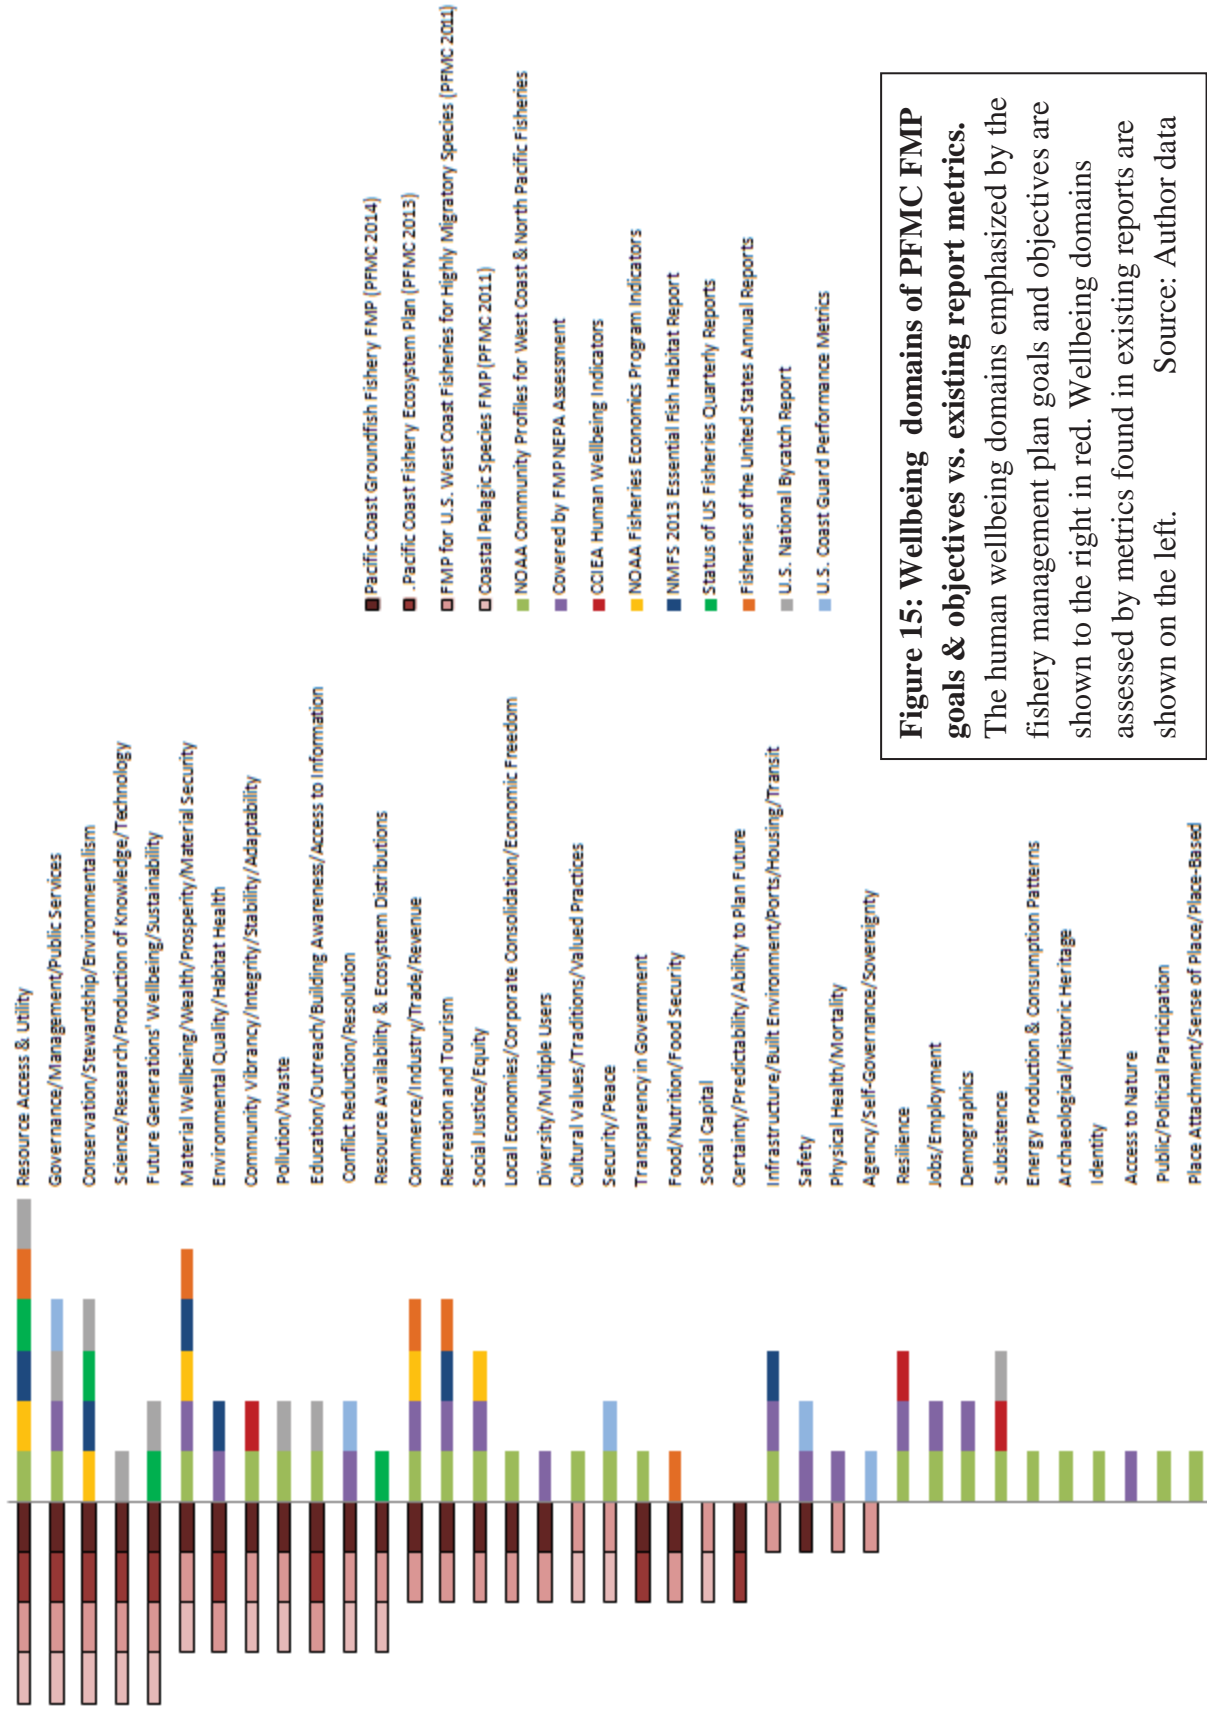 Resource Access & Utility
Governance/Management/Public Services
Conservation/Stewardship/Environmentalism
Science/Research/Production of Knowledge/Technology
Future Generations' Wellbeing/Sustainability
Material Wellbeing/Wealth/Prosperity/Material Security
Environmental Quality/Habitat Health
Community Vibrancy/Integrity/Stability/Adaptability
Pollution/Waste
Education/Outreach/Building Awareness/Access to Information
Conflict Reduction/Resolution
Resource Availability & Ecosystem Distributions
Commerce/Industry/Trade/Revenue
Recreation and Tourism
Social Justice/Equity
Local Economies/Corporate Consolidation/Economic Freedom
Diversity/Multiple Users
Cultural Values/Traditions/Valued Practices
Security/Peace
Transparency in Government
Food/Nutrition/Food Security
Social Capital
Certainty/Predictability/Ability to Plan Future
Infrastructure/Built Environment/Ports/Housing/Transit
Safety
Physical Health/Mortality
Agency/Self-Governance/Sovereignty
Resilience
Jobs/Employment
Demographics
Subsistence
Energy Production & Consumption Patterns
Archaeological/Historic Heritage
Identity
Access to Nature
Public/Political Participation
Place Attachment/Sense of Place/Place-Based
Pacific Coast Groundfish Fishery FMP (PFMC 2014)
.Pacific Coast Fishery Ecosystem Plan (PFMC 2013)
FMP for U.S. West Coast Fisheries for Highly Migratory Species (PFMC 2011)
Coastal Pelagic Species FMP (PFMC 2011)
NOAA Community Profiles for West Coast & North Pacific Fisheries
Covered by FMP NEPA Assessment
CCIEA Human Wellbeing Indicators
NOAA Fisheries Economics Program Indicators
NMFS 2013 Essential Fish Habitat Report
Status of US Fisheries Quarterly Reports
Fisheries of the United States Annual Reports
U.S. National Bycatch Report
U.S. Coast Guard Performance Metrics
Figure 15: Wellbeing domains of PFMC FMP
goals & objectives vs. existing report metrics.
The human wellbeing domains emphasized by the
fishery management plan goals and objectives are
shown to the right in red. Wellbeing domains
assessed by metrics found in existing reports are
shown on the left. Source: Author data